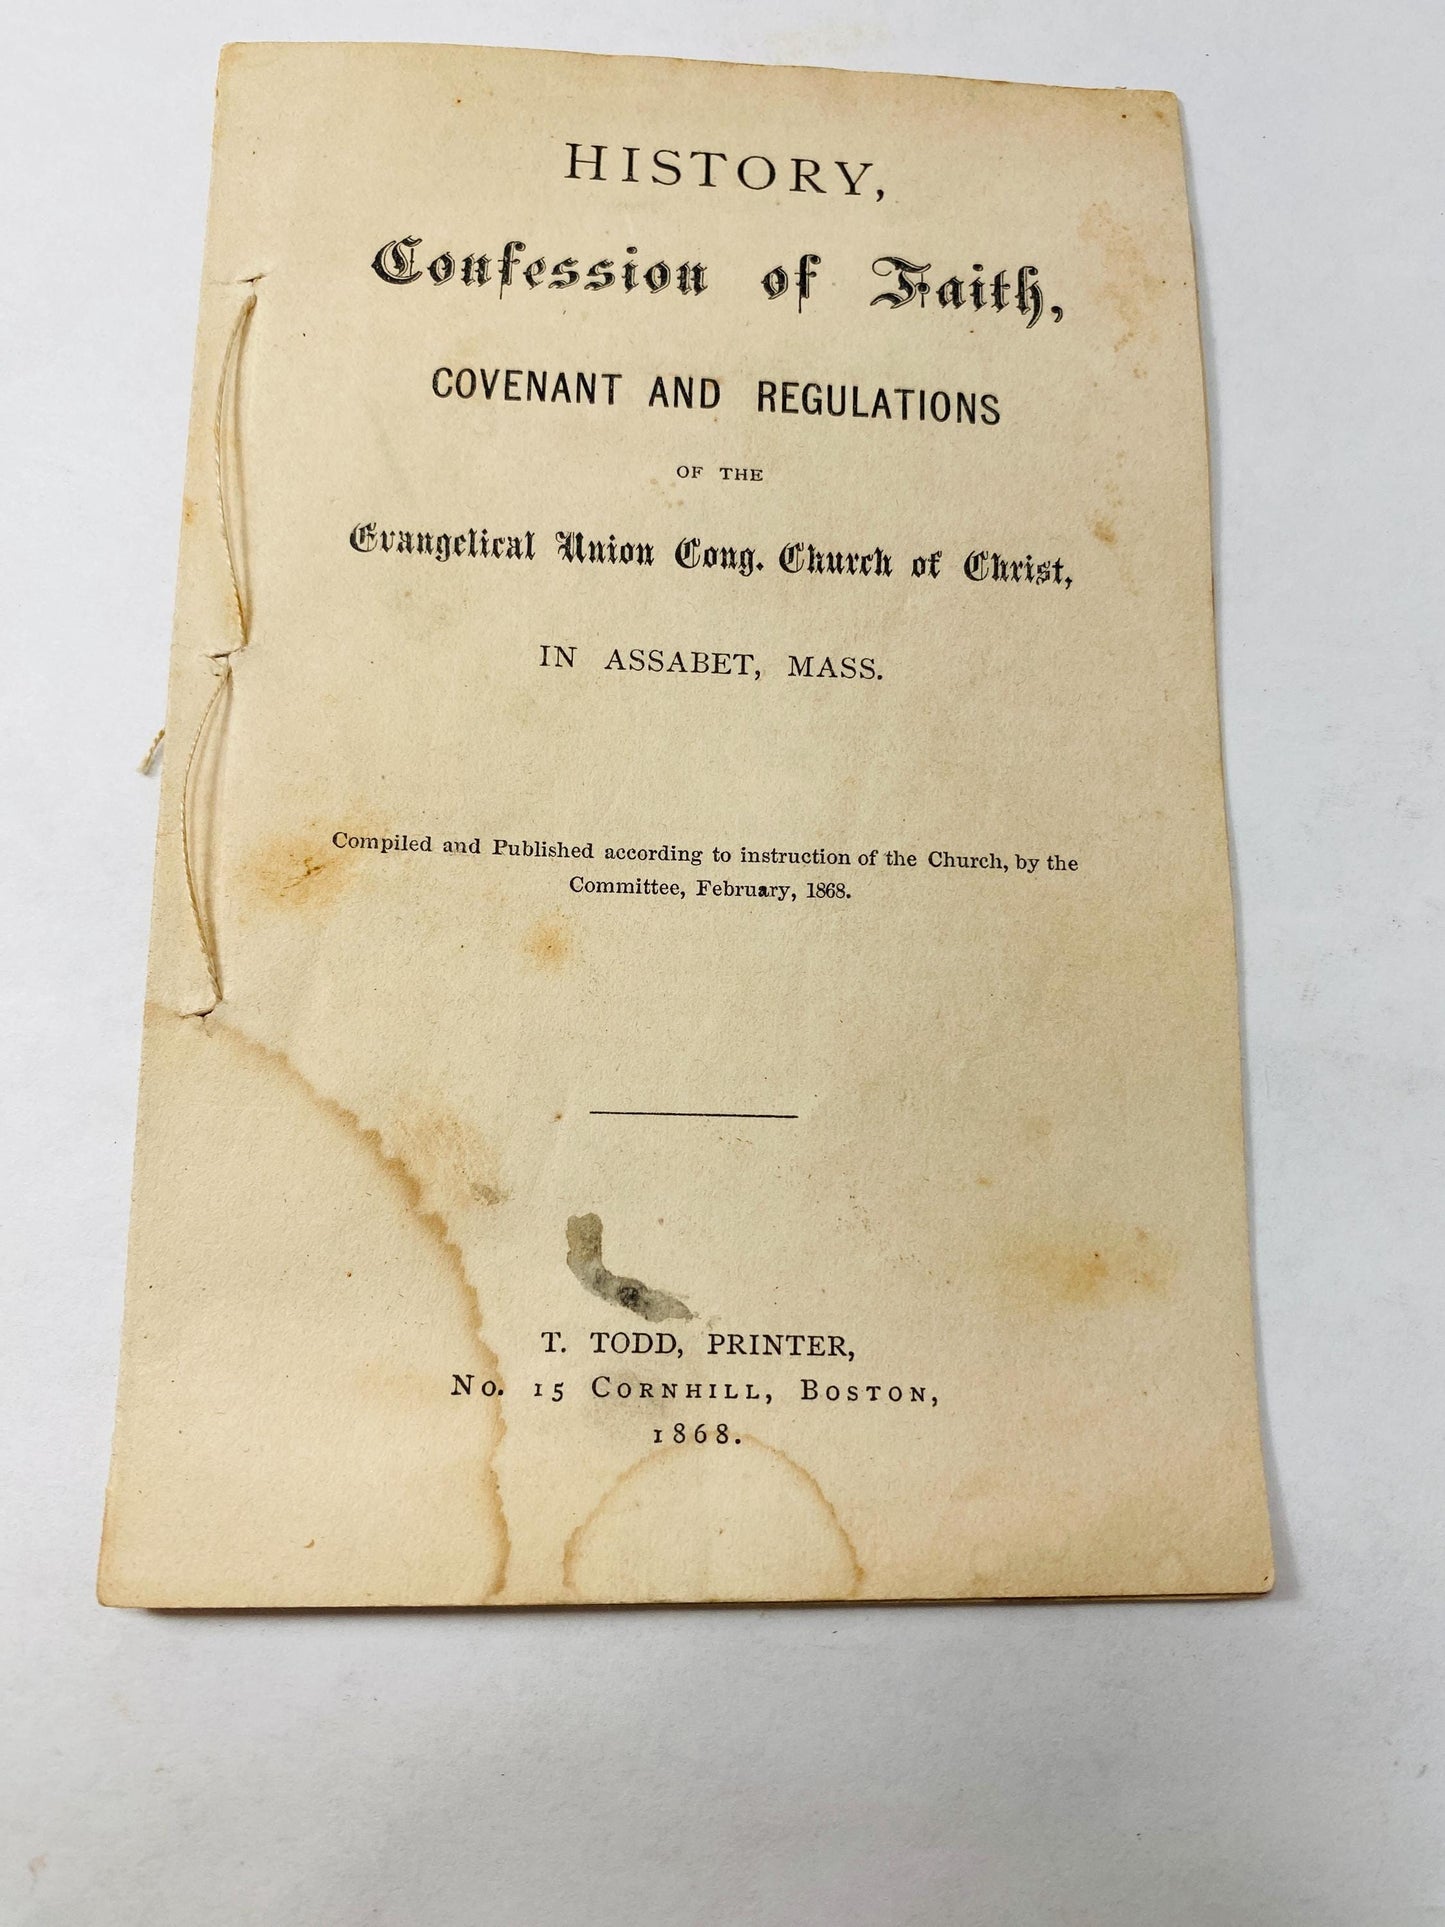 HISTORY,
Confession of Faith,
COVENANT AND REGULATIONS
OF THE
Evangelical Union Cong. Church of Christ,
IN ASSABET, MASS.
Compiled and Published according to instruction of the Church, by the
Committee, February, 1868.
T. TODD, PRINTER,
No. 15 CORNHILL, BOSTON,
1868.